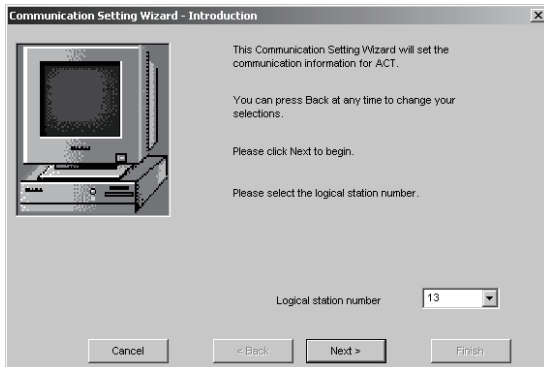 Communication Setting Wizard - Introduction
This Communication Setting Wizard will set the
communication information for ACT.
You can press Back at any time to change your
selections.
Please click Next to begin.
Please select the logical station number.
Logical station number
13
Cancel
< Back
Next >
Finish